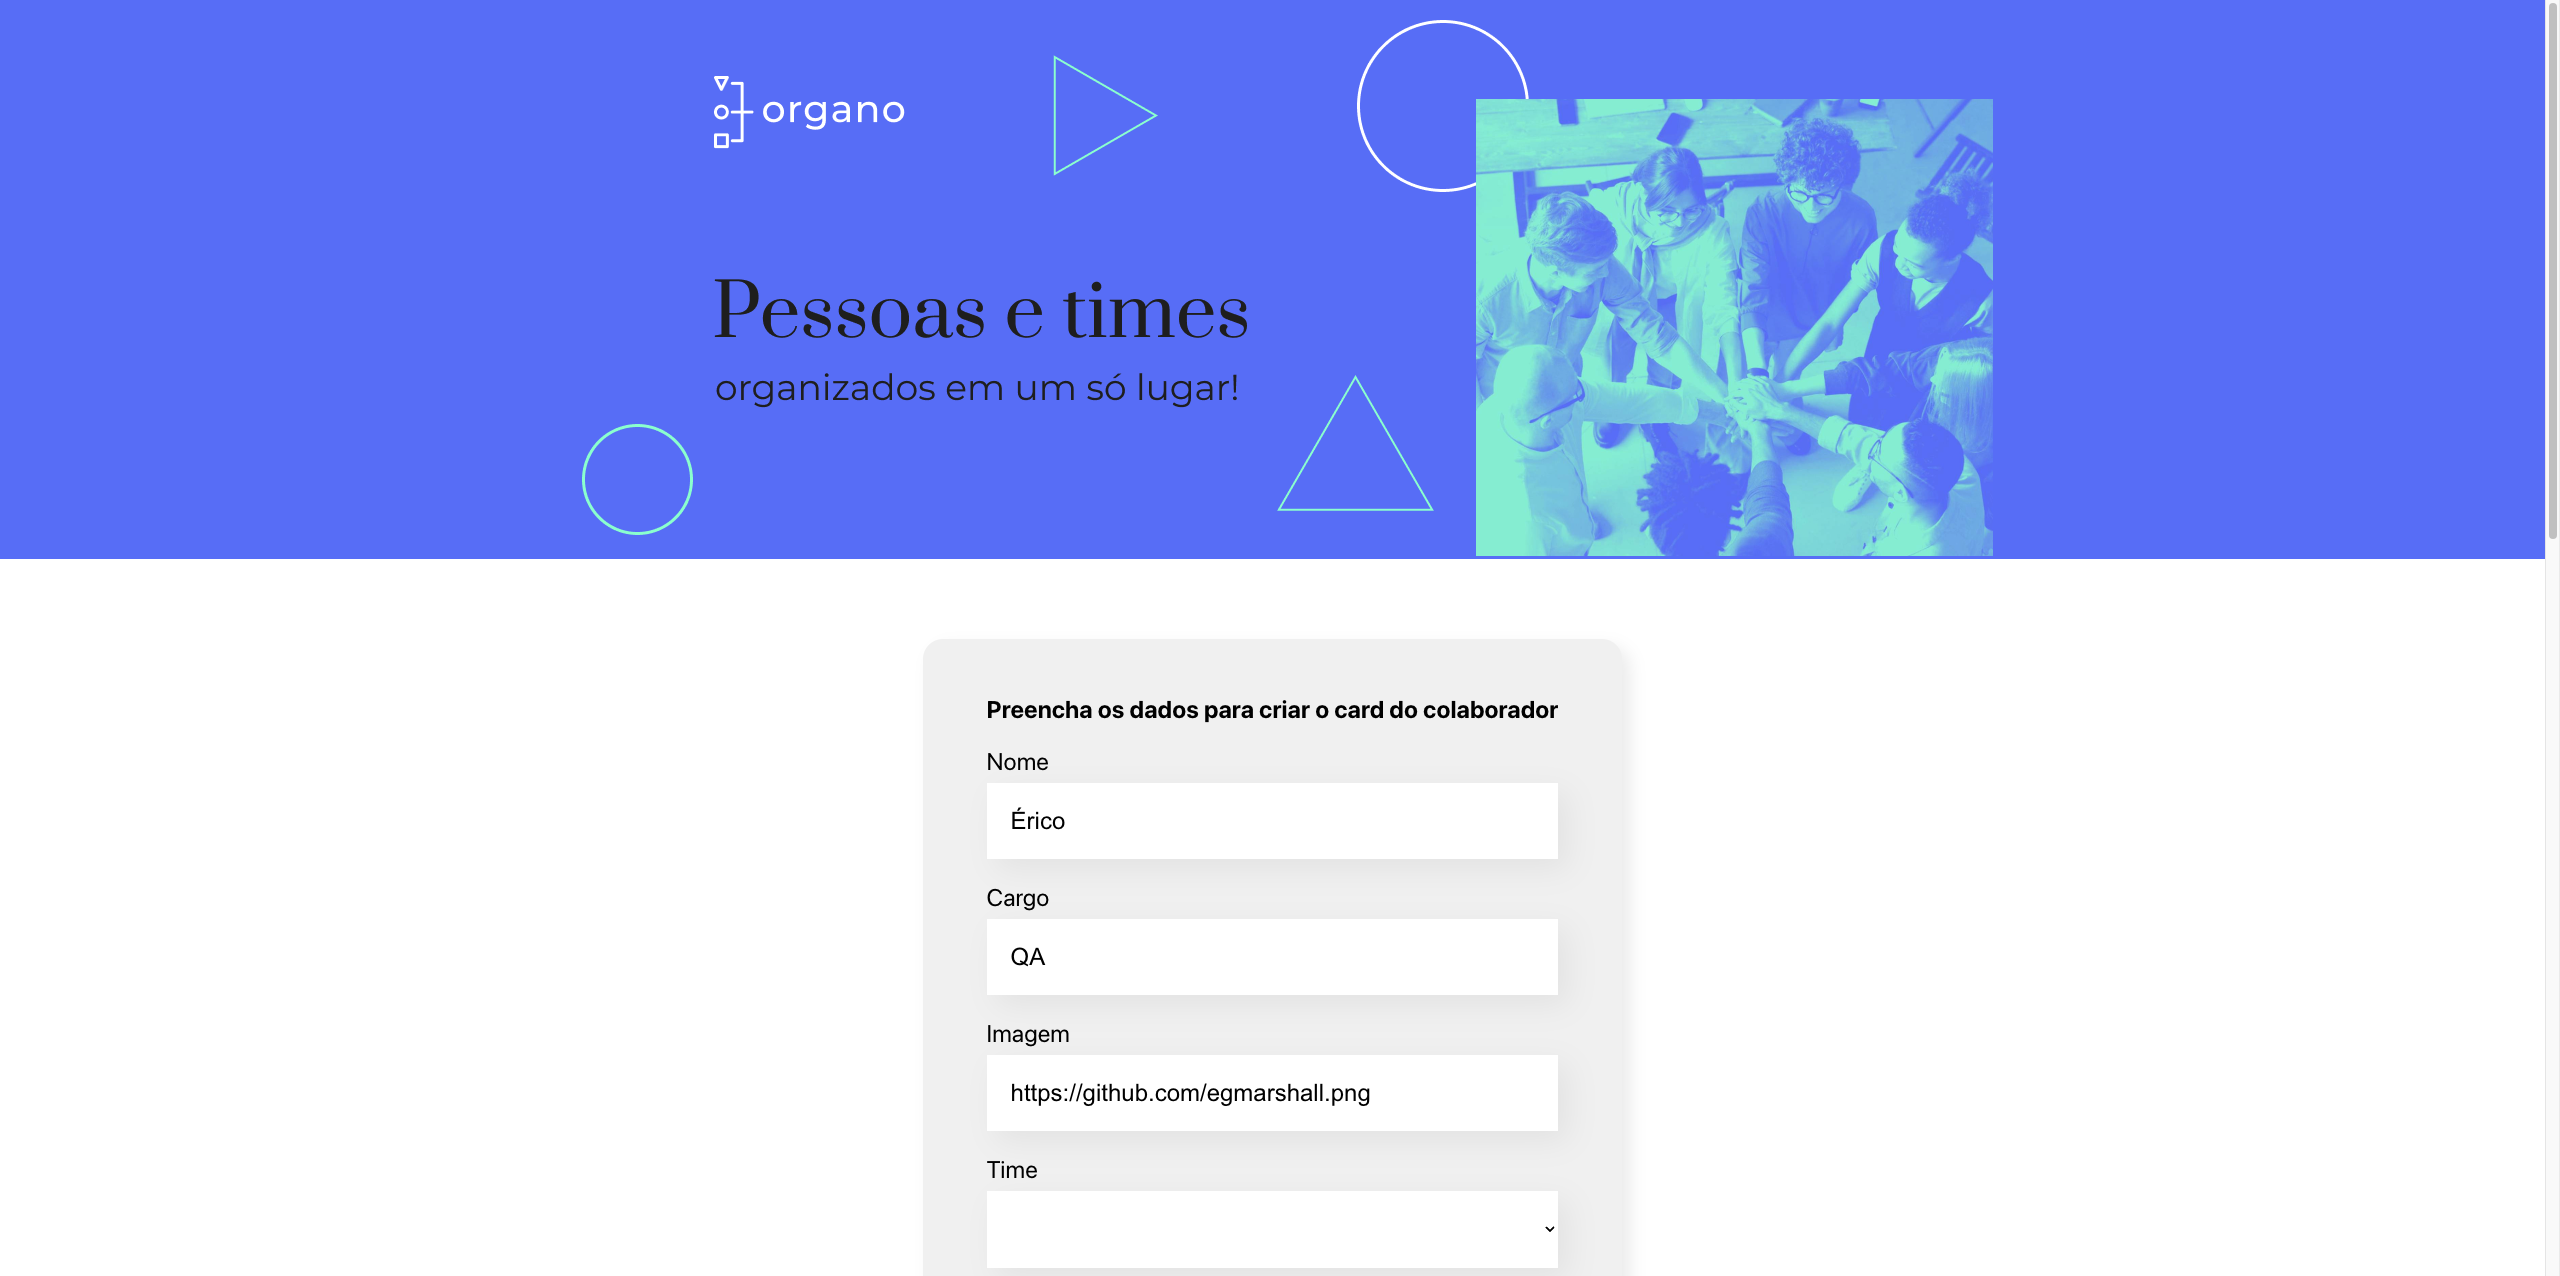 organo
Pessoas e times
organizados em um só lugar!
Preencha os dados para criar o card do colaborador
Nome
Érico
Cargo
QA
Imagem
https://github.com/egmarshall.png
Time